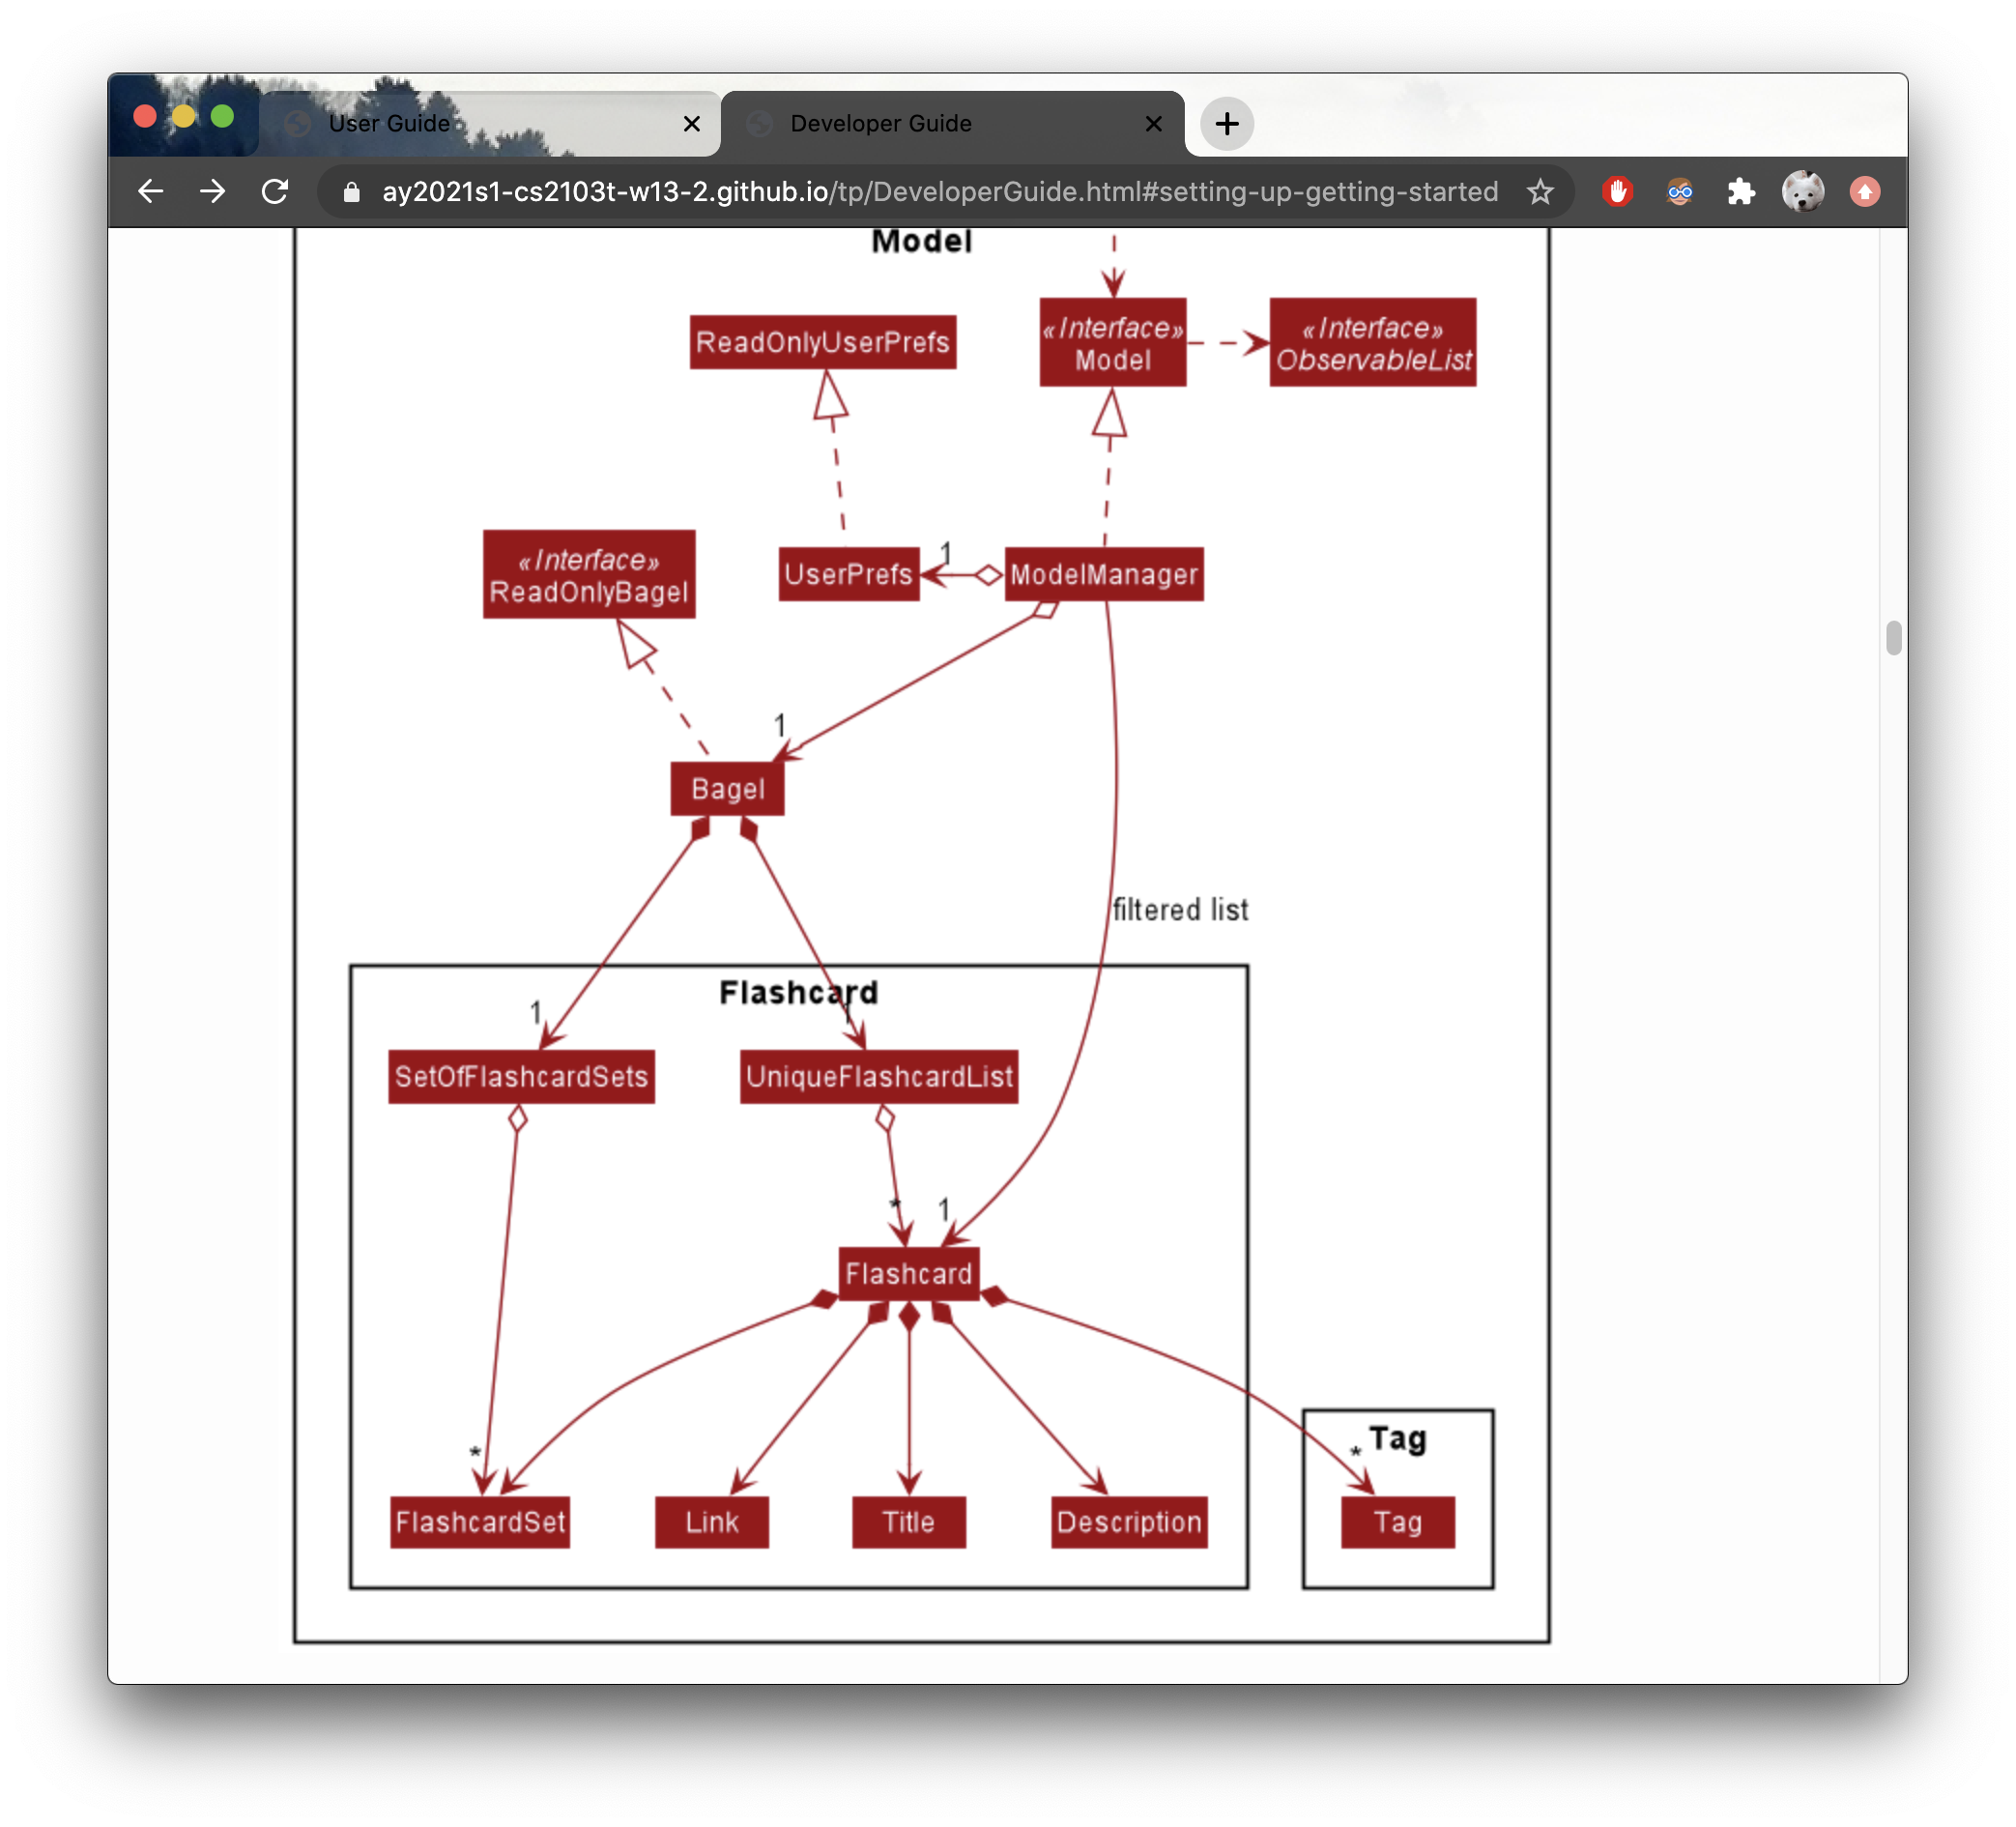 User Guide
Developer Guide
ay2021s1-cs2103t-w13-2.github.io/tp/DeveloperGuide.html#setting-up-getting-started
Model
ReadOnlyUserPrefs
«Interface»
Model
«Interface»
ObservableList
«Interface»
ReadOnlyBagel
UserPrefs
1
ModelManager
1
Bagel
filtered list
Flashcard
1
1
SetOfFlashcardSets
UniqueFlashcardList
*
1
Flashcard
*
* Tag
FlashcardSet
Link
Title
Description
Tag